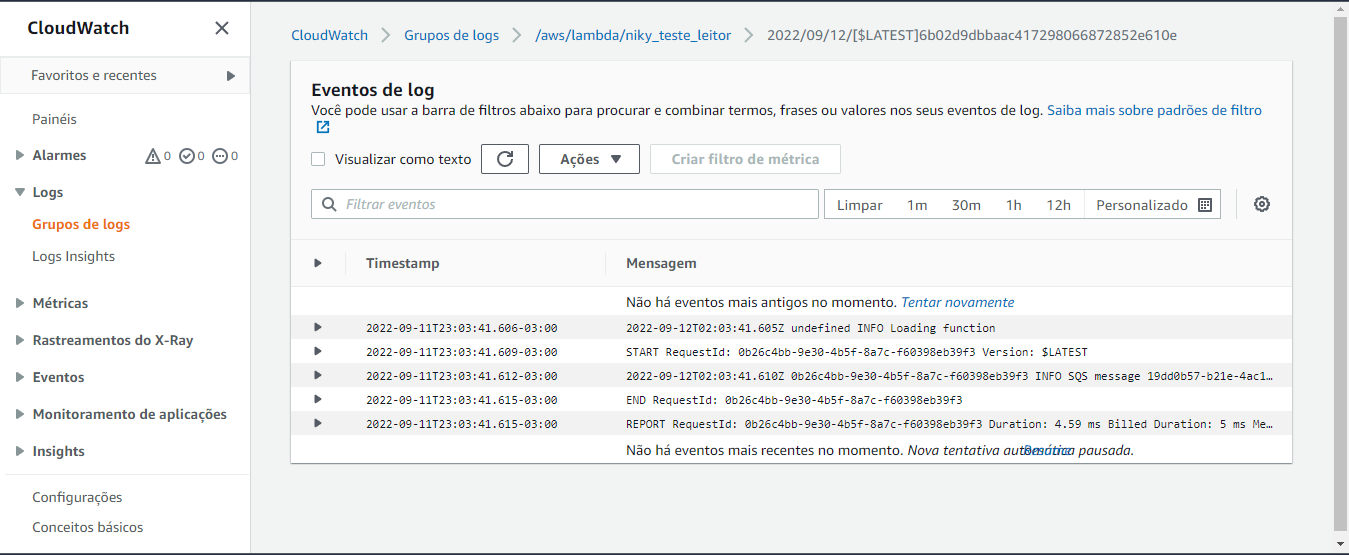 CloudWatch
Favoritos e recentes
Painéis
Alarmes 0 0 0
Logs
Grupos de logs
Logs Insights
Métricas
Rastreamentos do X-Ray
Eventos
Monitoramento de aplicações
Insights
Configurações
Conceitos básicos
CloudWatch Grupos de logs /aws/lambda/niky_teste_leitor 2022/09/12/[$LATEST]6b02d9dbbaac417298066872852e610e
Eventos de log
Você pode usar a barra de filtros abaixo para procurar e combinar termos, frases ou valores nos seus eventos de log. Saiba mais sobre padrões de filtro
Visualizar como texto Ações Criar filtro de métrica
Filtrar eventos Limpar 1m 30m 1h 12h Personalizado
Timestamp Mensagem
Não há eventos mais antigos no momento. Tentar novamente
2022-09-11T23:03:41.606-03:00 2022-09-12T02:03:41.605Z undefined INFO Loading function
2022-09-11T23:03:41.609-03:00 START RequestId: 0b26c4bb-9e30-4b5f-8a7c-f60398eb39f3 Version: $LATEST
2022-09-11T23:03:41.612-03:00 2022-09-12T02:03:41.610Z 0b26c4bb-9e30-4b5f-8a7c-f60398eb39f3 INFO SQS message 19dd0b57-b21e-4ac1…
2022-09-11T23:03:41.615-03:00 END RequestId: 0b26c4bb-9e30-4b5f-8a7c-f60398eb39f3
2022-09-11T23:03:41.615-03:00 REPORT RequestId: 0b26c4bb-9e30-4b5f-8a7c-f60398eb39f3 Duration: 4.59 ms Billed Duration: 5 ms Me…
Não há eventos mais recentes no momento. Nova tentativa automática pausada.